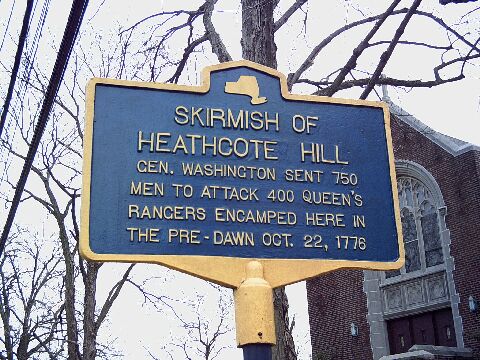 SKIRMISH OF
HEATHCOTE HILL
GEN. WASHINGTON SENT 750
MEN TO ATTACK 400 QUEEN'S
RANGERS ENCAMPED HERE IN
THE PRE-DAWN OCT. 22, 1776